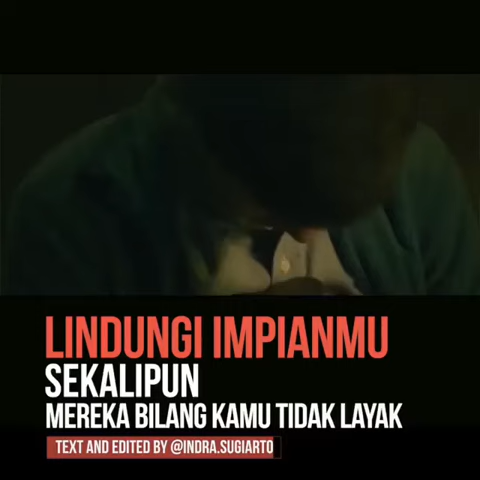 LINDUNGI IMPIANMU
SEKALIPUN
MEREKA BILANG KAMU TIDAK LAYAK
TEXT AND EDITED BY @INDRA.SUGIARTO